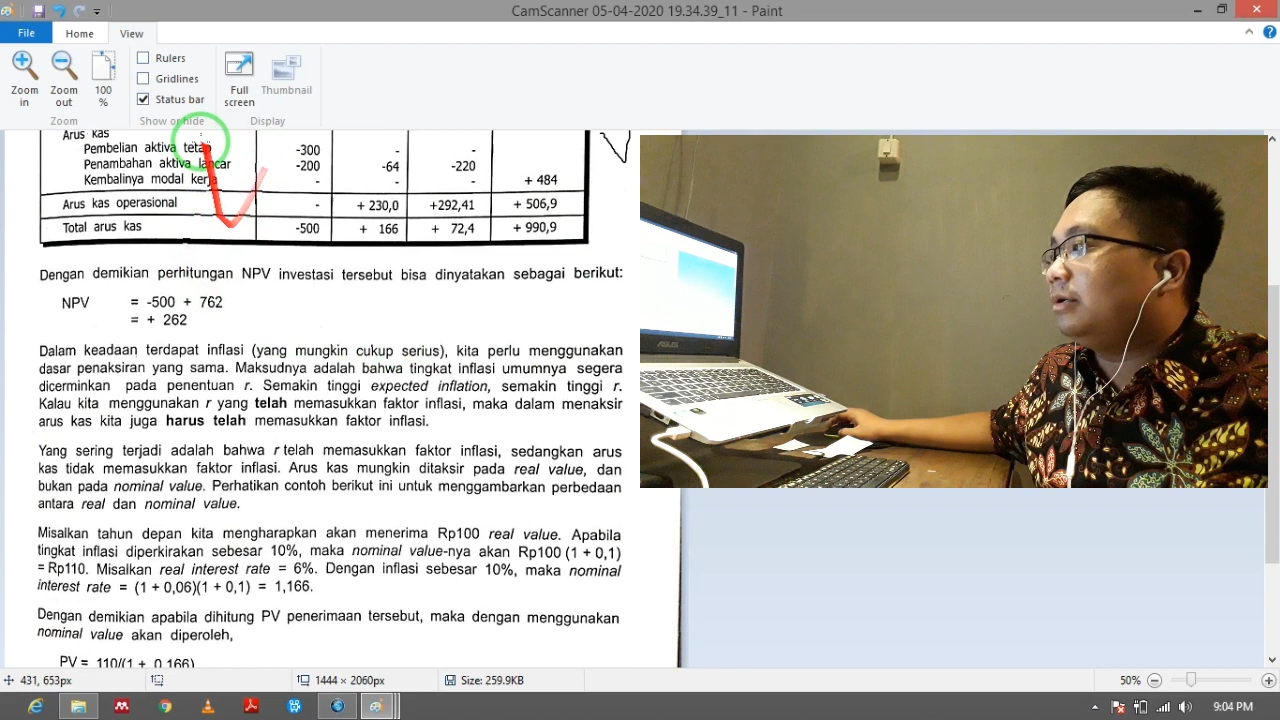 CamScanner 05-04-2020 19.34.39_11 - Paint
File Home View
Zoom in Zoom out 100 %
Rulers
Gridlines
Status bar
Full screen Thumbnail
Zoom Show or hide Display
Arus kas
Pembelian aktiva tetap -300 - -
Penambahan aktiva lancar -200 -64 -220
Kembalinya modal kerja - - - + 484
Arus kas operasional - + 230,0 +292,41 + 506,9
Total arus kas -500 + 166 + 72,4 + 990,9
Dengan demikian perhitungan NPV investasi tersebut bisa dinyatakan sebagai berikut:
NPV = -500 + 762
= + 262
Dalam keadaan terdapat inflasi (yang mungkin cukup serius), kita perlu menggunakan
dasar penaksiran yang sama. Maksudnya adalah bahwa tingkat inflasi umumnya segera
dicerminkan pada penentuan r. Semakin tinggi expected inflation, semakin tinggi r.
Kalau kita menggunakan r yang telah memasukkan faktor inflasi, maka dalam menaksir
arus kas kita juga harus telah memasukkan faktor inflasi.
Yang sering terjadi adalah bahwa r telah memasukkan faktor inflasi, sedangkan arus
kas tidak memasukkan faktor inflasi. Arus kas mungkin ditaksir pada real value, dan
bukan pada nominal value. Perhatikan contoh berikut ini untuk menggambarkan perbedaan
antara real dan nominal value.
Misalkan tahun depan kita mengharapkan akan menerima Rp100 real value. Apabila
tingkat inflasi diperkirakan sebesar 10%, maka nominal value-nya akan Rp100 (1 + 0,1)
= Rp110. Misalkan real interest rate = 6%. Dengan inflasi sebesar 10%, maka nominal
interest rate = (1 + 0,06)(1 + 0,1) = 1,166.
Dengan demikian apabila dihitung PV penerimaan tersebut, maka dengan menggunakan
nominal value akan diperoleh,
PV = 110/(1 + 0,166)
ASUS
431, 653px 1444 × 2060px Size: 259.9KB 50%
9:04 PM